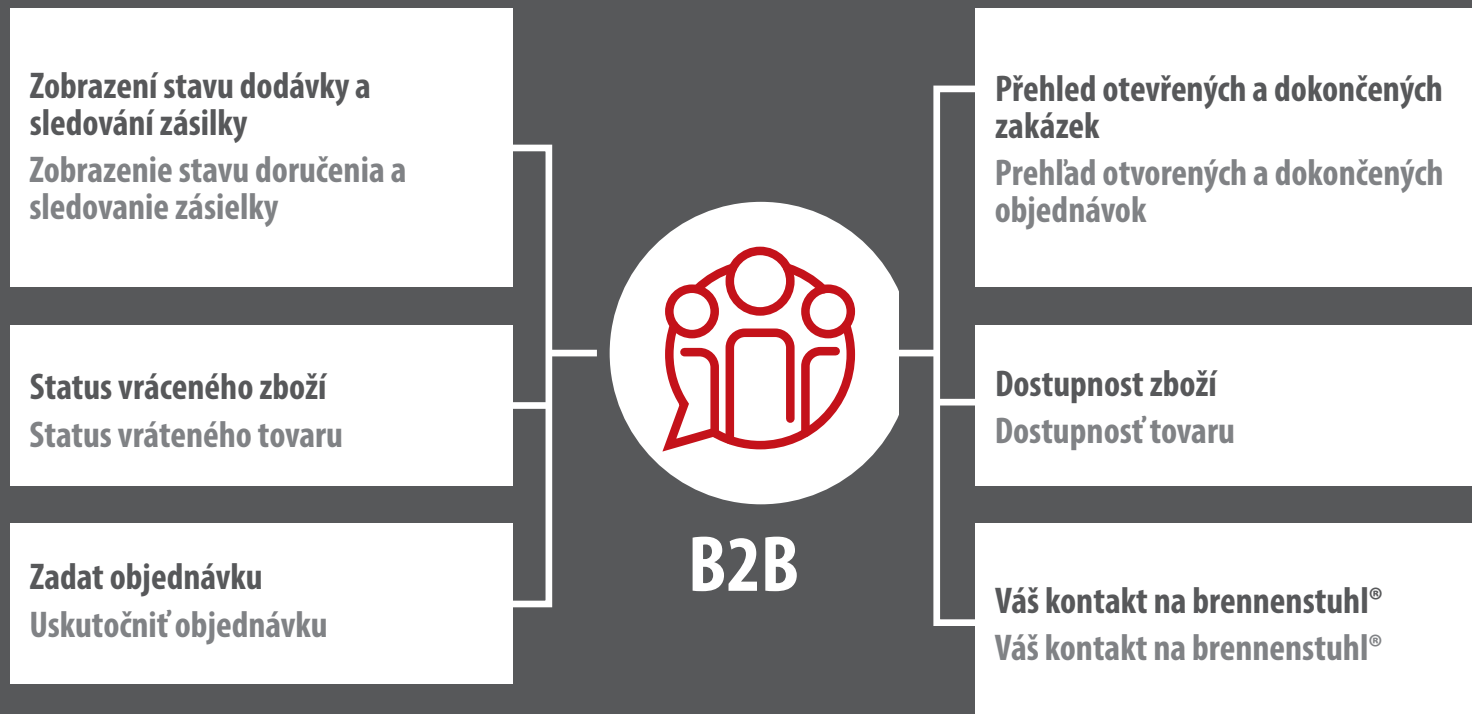 Zobrazení stavu dodávky a
sledování zásilky
Zobrazenie stavu doručenia a
sledovanie zásielky
Status vráceného zboží
Status vráteného tovaru
Zadat objednávku
Uskutočniť objednávku
B2B
Přehled otevřených a dokončených
zakázek
Prehľad otvorených a dokončených
objednávok
Dostupnost zboží
Dostupnosť tovaru
Váš kontakt na brennenstuhl®
Váš kontakt na brennenstuhl®